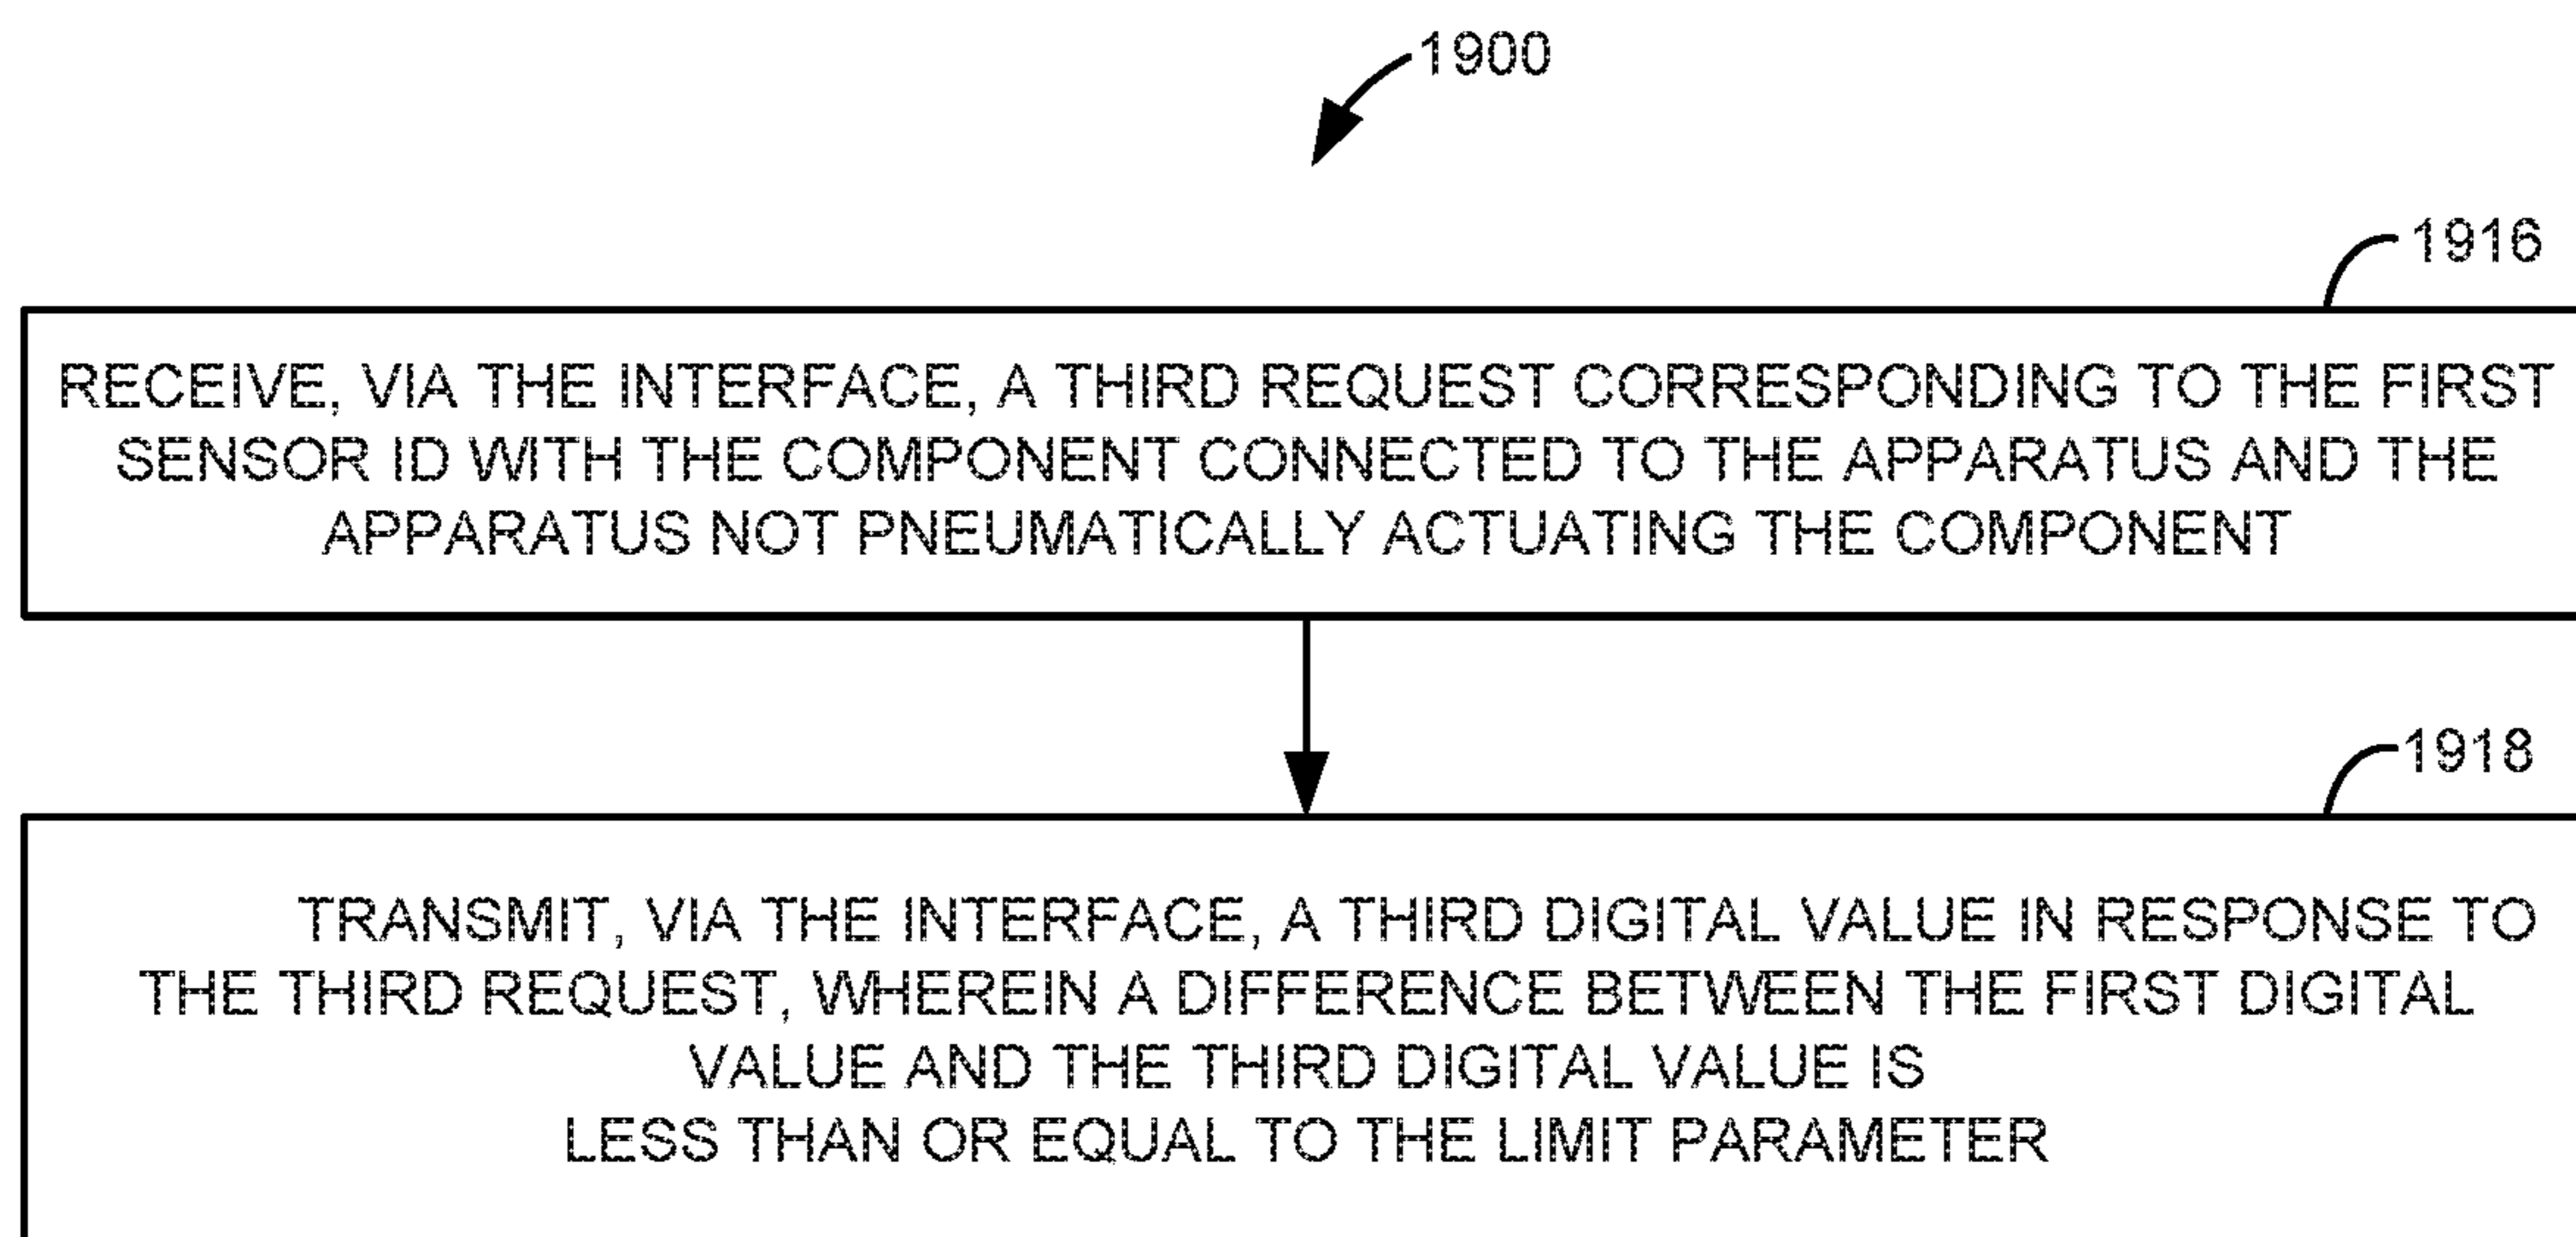 1900
1916
RECEIVE, VIA THE INTERFACE, A THIRD REQUEST CORRESPONDING TO THE FIRST
SENSOR ID WITH THE COMPONENT CONNECTED TO THE APPARATUS AND THE
APPARATUS NOT PNEUMATICALLY ACTUATING THE COMPONENT
1918
TRANSMIT, VIA THE INTERFACE, A THIRD DIGITAL VALUE IN RESPONSE TO
THE THIRD REQUEST, WHEREIN A DIFFERENCE BETWEEN THE FIRST DIGITAL
VALUE AND THE THIRD DIGITAL VALUE IS
LESS THAN OR EQUAL TO THE LIMIT PARAMETER